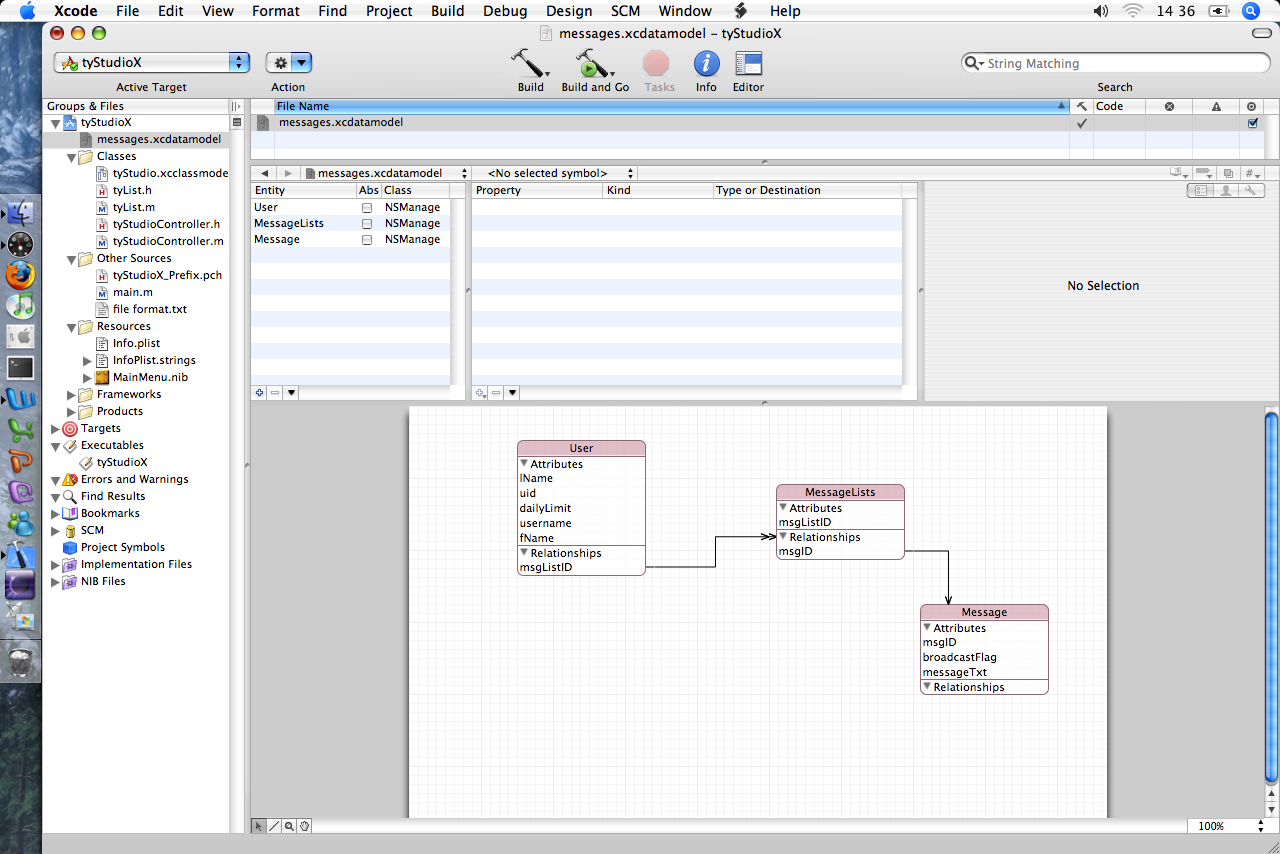 Xcode File Edit View Format Find Project Build Debug Design SCM Window Help 14 36
messages.xcdatamodel – tyStudioX
tyStudioX
String Matching
Active Target Action Build Build and Go Tasks Info Editor Search
Groups & Files
tyStudioX
messages.xcdatamodel
Classes
tyStudio.xcclassmode
tyList.h
tyList.m
tyStudioController.h
tyStudioController.m
Other Sources
tyStudioX_Prefix.pch
main.m
file format.txt
Resources
Info.plist
InfoPlist.strings
MainMenu.nib
Frameworks
Products
Targets
Executables
tyStudioX
Errors and Warnings
Find Results
Bookmarks
SCM
Project Symbols
Implementation Files
NIB Files
File Name Code
messages.xcdatamodel
messages.xcdatamodel <No selected symbol> #
Entity Abs Class
User NSManage
MessageLists NSManage
Message NSManage
Property Kind Type or Destination
No Selection
User
Attributes
lName
uid
dailyLimit
username
fName
Relationships
msgListID
MessageLists
Attributes
msgListID
Relationships
msgID
Message
Attributes
msgID
broadcastFlag
messageTxt
Relationships
100%